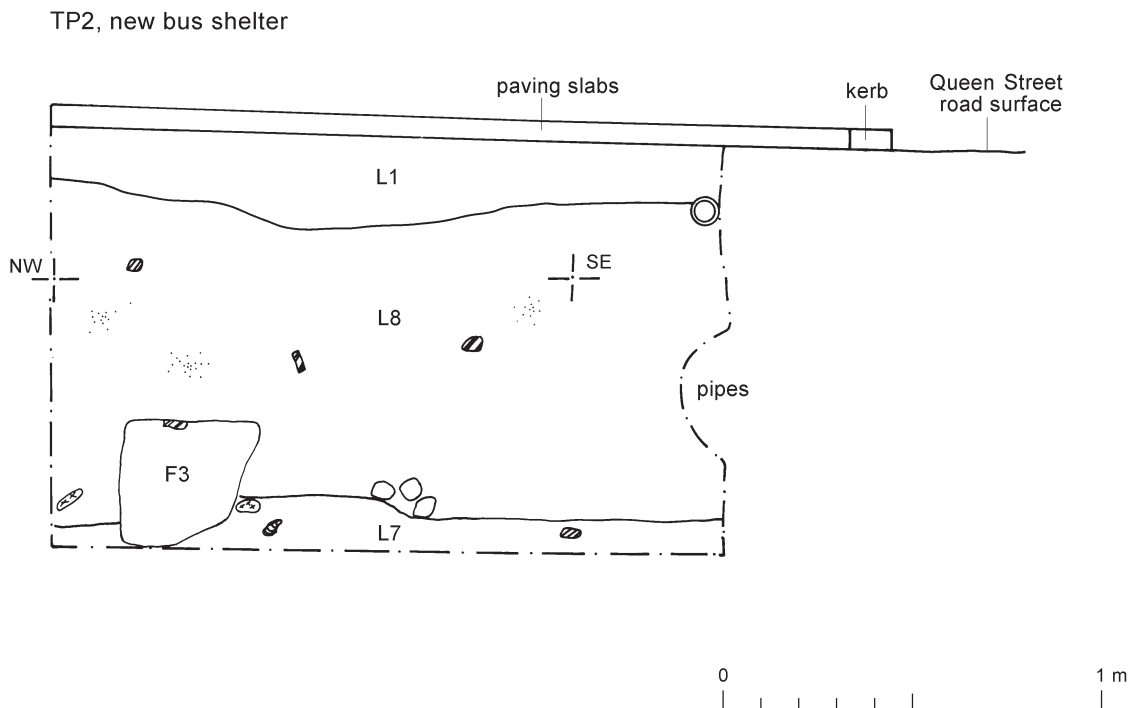 TP2, new bus shelter
paving slabs
kerb
Queen Street
road surface
L1
NW
SE
L8
pipes
F3
L7
0
1 m